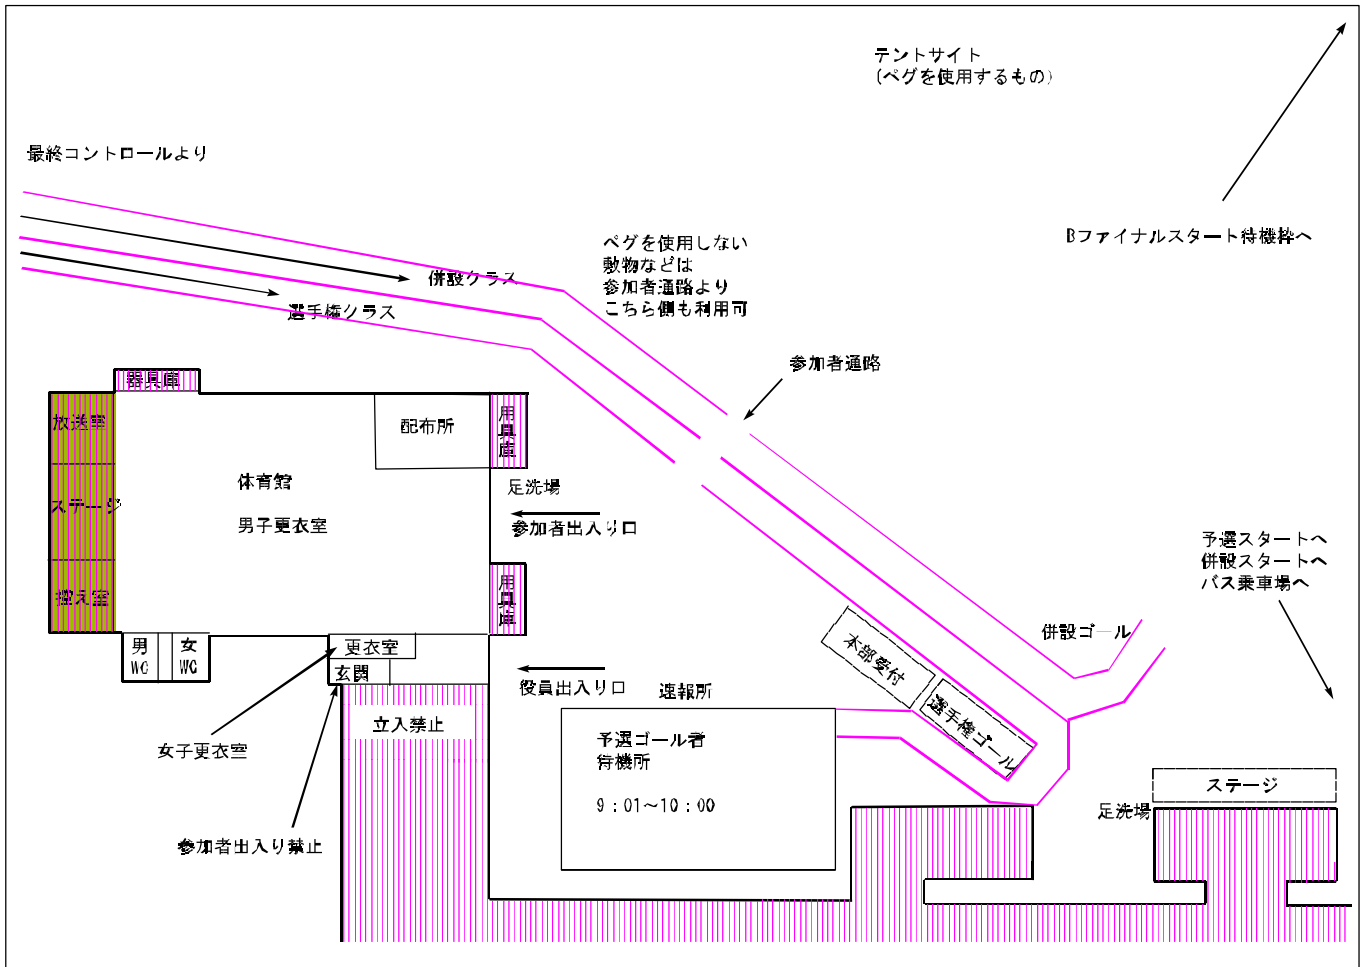 テントサイト
(ペグを使用するもの)
最終コントロールより
Bファイナルスタート待機枠へ
ペグを使用しない
敷物などは
参加者通路より
こちら側も利用可
併設クラス
選手権クラス
参加者通路
器具庫
放送室
配布所
用具庫
体育館
足洗場
ステージ
男子更衣室
参加者出入り口
予選スタートへ
併設スタートへ
バス乗車場へ
控え室
用具庫
併設ゴール
男
WC
女
WC
更衣室
本部受付
玄関
役員出入り口
速報所
選手権ゴール
立入禁止
予選ゴール者
待機所
女子更衣室
ステージ
9：01～10：00
足洗場
参加者出入り禁止